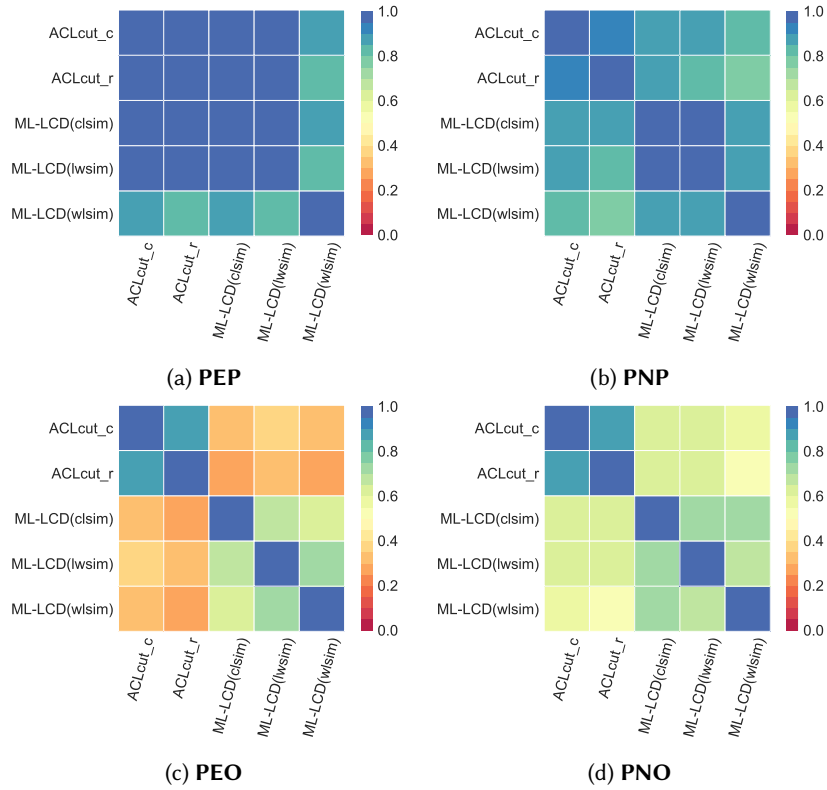 ACLcut_c
ACLcut_r
ML-LCD(clsim)
ML-LCD(lwsim)
ML-LCD(wlsim)
1.0
0.8
0.6
0.4
0.2
0.0
ACLcut_c
ACLcut_r
ML-LCD(clsim)
ML-LCD(lwsim)
ML-LCD(wlsim)
(a) PEP
ACLcut_c
ACLcut_r
ML-LCD(clsim)
ML-LCD(lwsim)
ML-LCD(wlsim)
1.0
0.8
0.6
0.4
0.2
0.0
ACLcut_c
ACLcut_r
ML-LCD(clsim)
ML-LCD(lwsim)
ML-LCD(wlsim)
(b) PNP
ACLcut_c
ACLcut_r
ML-LCD(clsim)
ML-LCD(lwsim)
ML-LCD(wlsim)
1.0
0.8
0.6
0.4
0.2
0.0
ACLcut_c
ACLcut_r
ML-LCD(clsim)
ML-LCD(lwsim)
ML-LCD(wlsim)
(c) PEO
ACLcut_c
ACLcut_r
ML-LCD(clsim)
ML-LCD(lwsim)
ML-LCD(wlsim)
1.0
0.8
0.6
0.4
0.2
0.0
ACLcut_c
ACLcut_r
ML-LCD(clsim)
ML-LCD(lwsim)
ML-LCD(wlsim)
(d) PNO